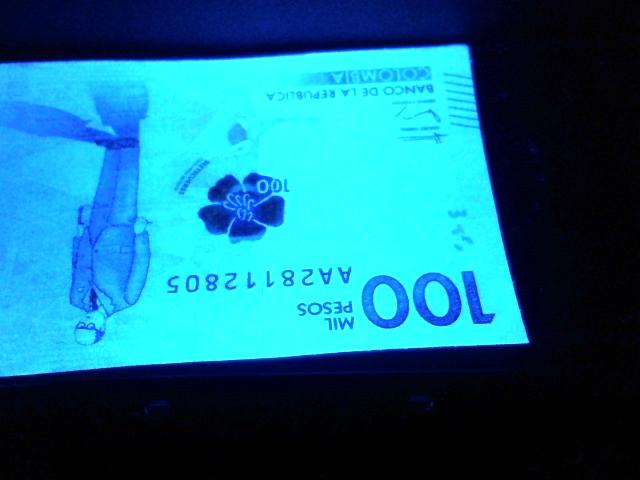 100
MIL
PESOS
AA28112805
100
BANCO DE LA REPUBLICA
COLOMBIA